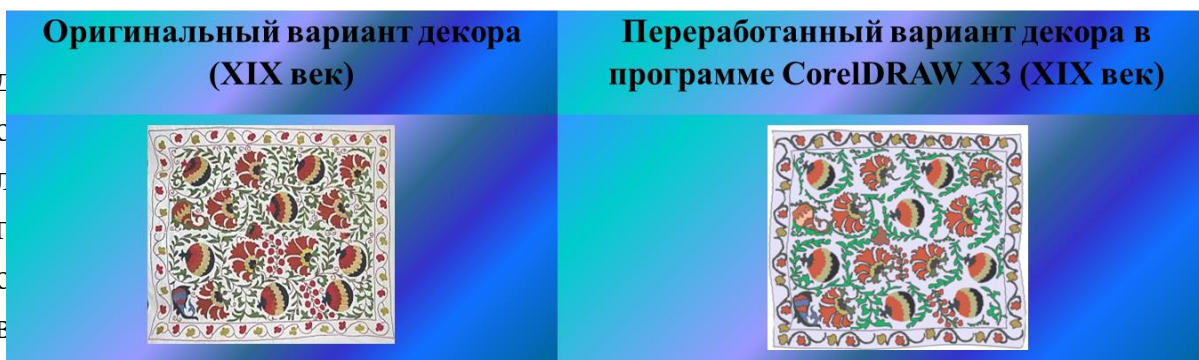 Оригинальный вариант декора
(XIX век)
Переработанный вариант декора в
программе CorelDRAW X3 (XIX век)